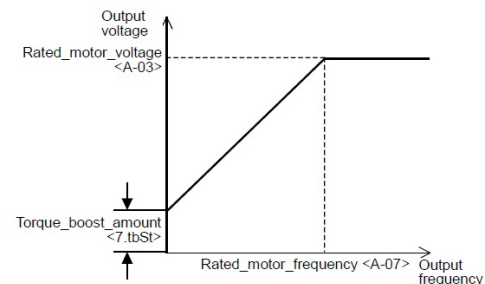 Output
voltage
Rated_motor_voltage
<A-03>
Torque_boost_amount
<7.tbSt>
Rated_motor_frequency <A-07>
Output
frequency